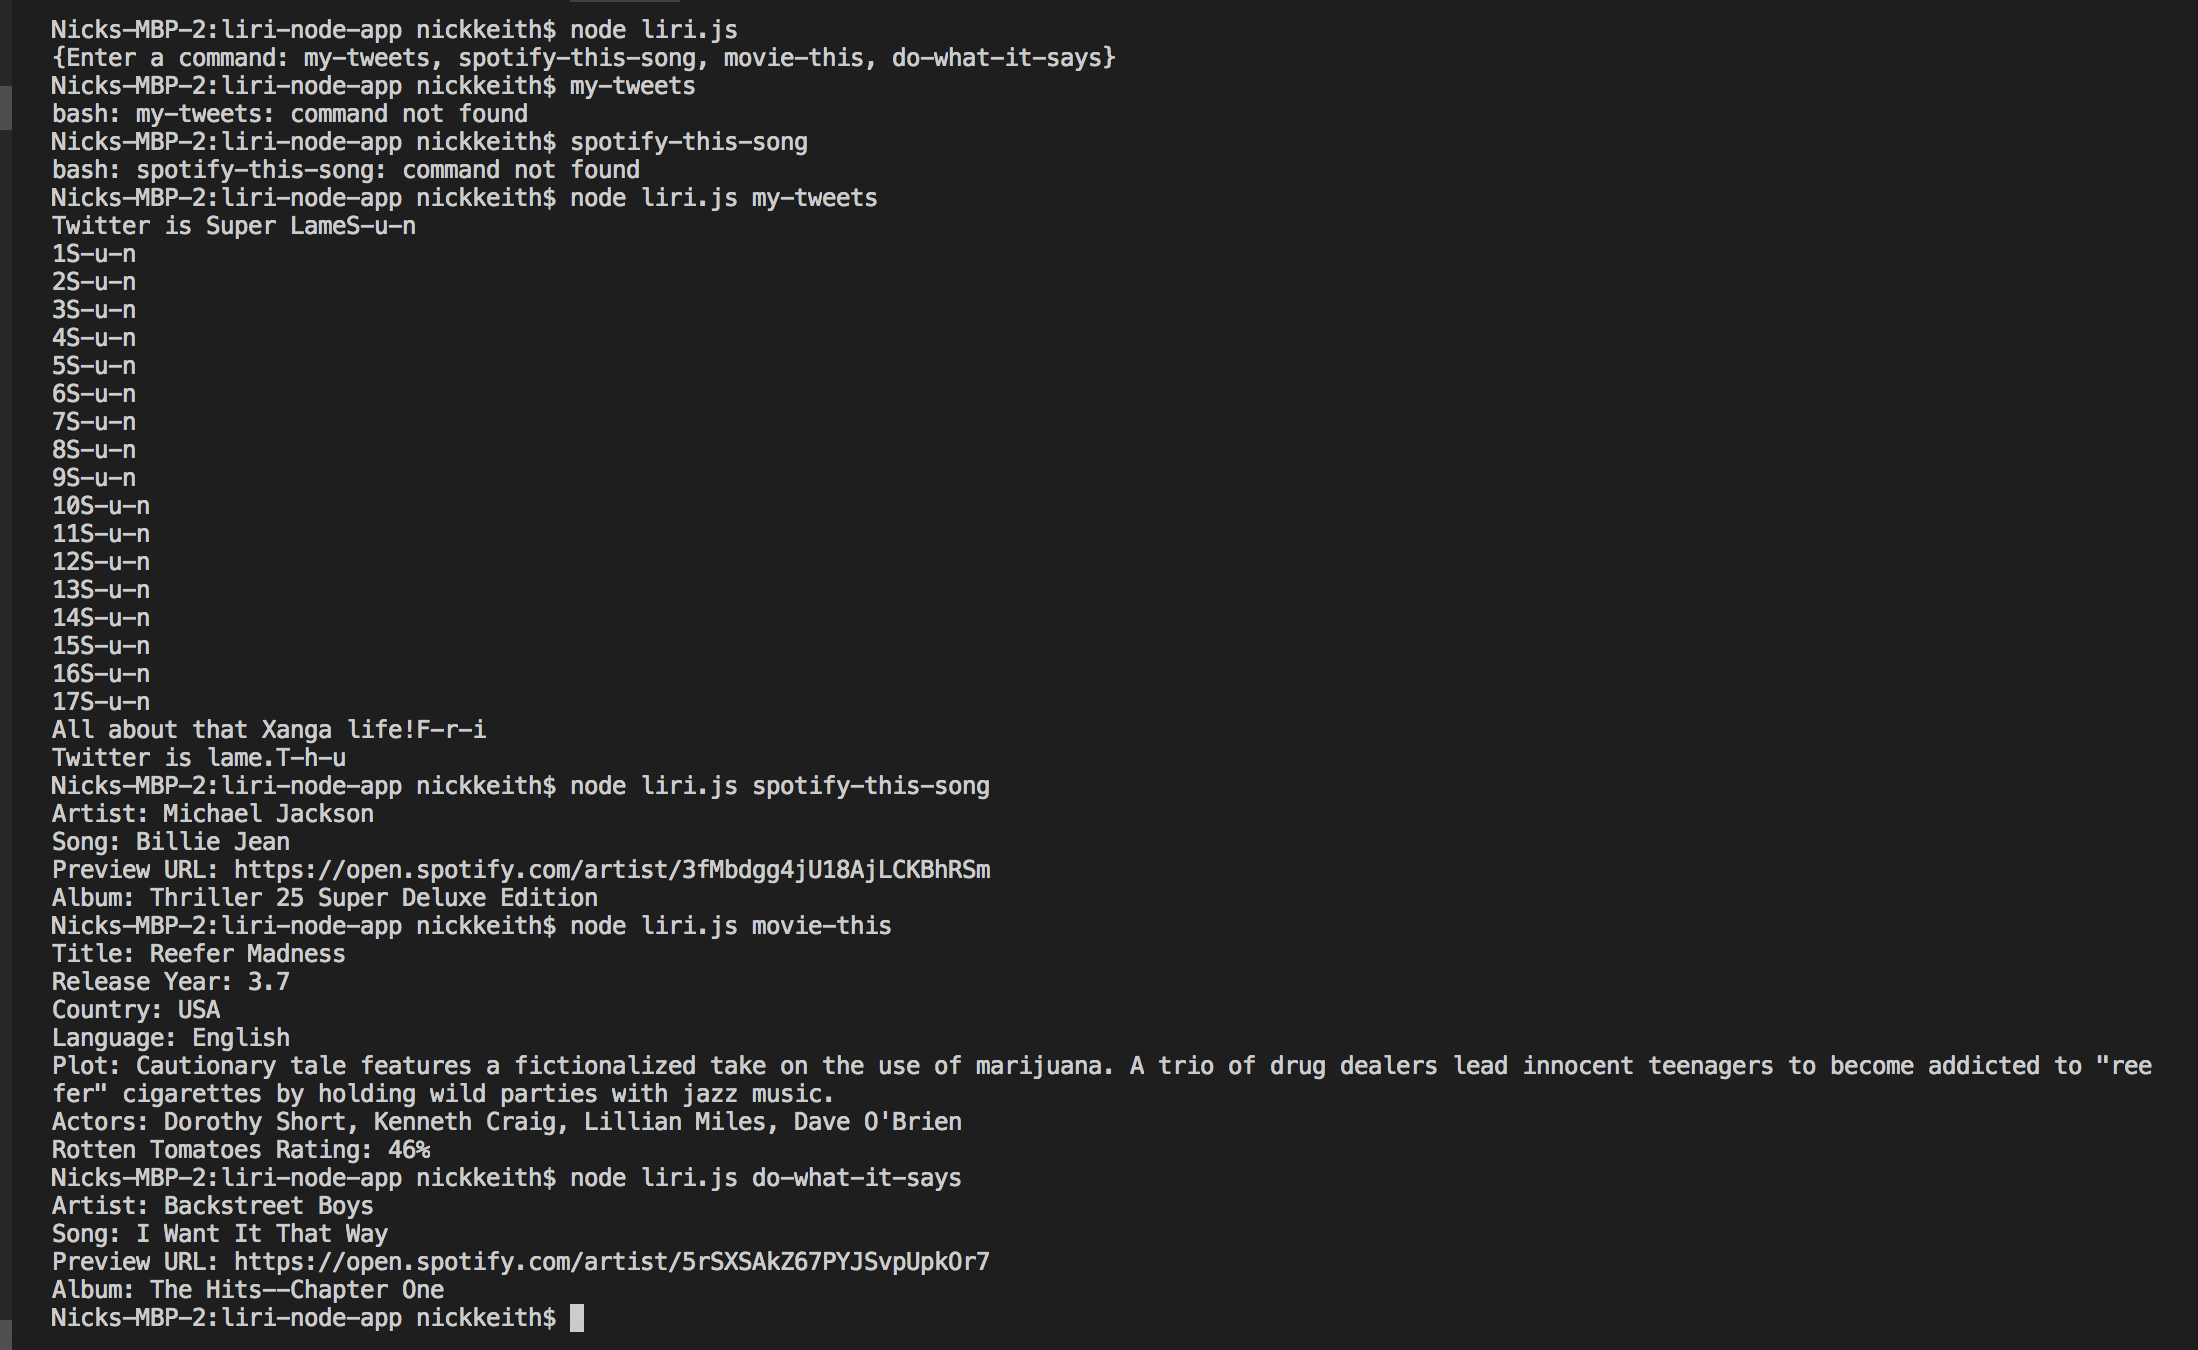 Nicks-MBP-2:liri-node-app nickkeith$ node liri.js
{Enter a command: my-tweets, spotify-this-song, movie-this, do-what-it-says}
Nicks-MBP-2:liri-node-app nickkeith$ my-tweets
bash: my-tweets: command not found
Nicks-MBP-2:liri-node-app nickkeith$ spotify-this-song
bash: spotify-this-song: command not found
Nicks-MBP-2:liri-node-app nickkeith$ node liri.js my-tweets
Twitter is Super LameS-u-n
1S-u-n
2S-u-n
3S-u-n
4S-u-n
5S-u-n
6S-u-n
7S-u-n
8S-u-n
9S-u-n
10S-u-n
11S-u-n
12S-u-n
13S-u-n
14S-u-n
15S-u-n
16S-u-n
17S-u-n
All about that Xanga life!F-r-i
Twitter is lame.T-h-u
Nicks-MBP-2:liri-node-app nickkeith$ node liri.js spotify-this-song
Artist: Michael Jackson
Song: Billie Jean
Preview URL: https://open.spotify.com/artist/3fMbdgg4jU18AjLCKBhRSm
Album: Thriller 25 Super Deluxe Edition
Nicks-MBP-2:liri-node-app nickkeith$ node liri.js movie-this
Title: Reefer Madness
Release Year: 3.7
Country: USA
Language: English
Plot: Cautionary tale features a fictionalized take on the use of marijuana. A trio of drug dealers lead innocent teenagers to become addicted to "ree
fer" cigarettes by holding wild parties with jazz music.
Actors: Dorothy Short, Kenneth Craig, Lillian Miles, Dave O'Brien
Rotten Tomatoes Rating: 46%
Nicks-MBP-2:liri-node-app nickkeith$ node liri.js do-what-it-says
Artist: Backstreet Boys
Song: I Want It That Way
Preview URL: https://open.spotify.com/artist/5rSXSAkZ67PYJSvpUpkOr7
Album: The Hits--Chapter One
Nicks-MBP-2:liri-node-app nickkeith$